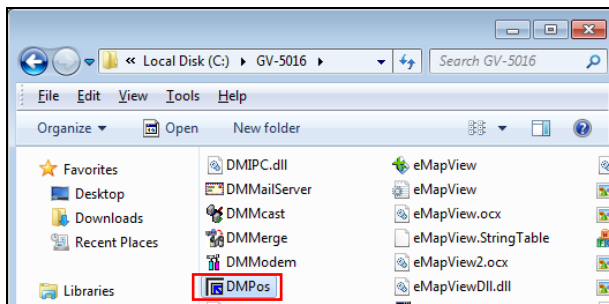 « Local Disk (C:) ▸ GV-5016 ▸ Search GV-5016
File Edit View Tools Help
Organize Open New folder
Favorites
Desktop
Downloads
Recent Places
Libraries
DMIPC.dll
DMMailServer
DMMcast
DMMerge
DMModem
DMPos
eMapView
eMapView
eMapView.ocx
eMapView.StringTable
eMapView2.ocx
eMapViewDll.dll